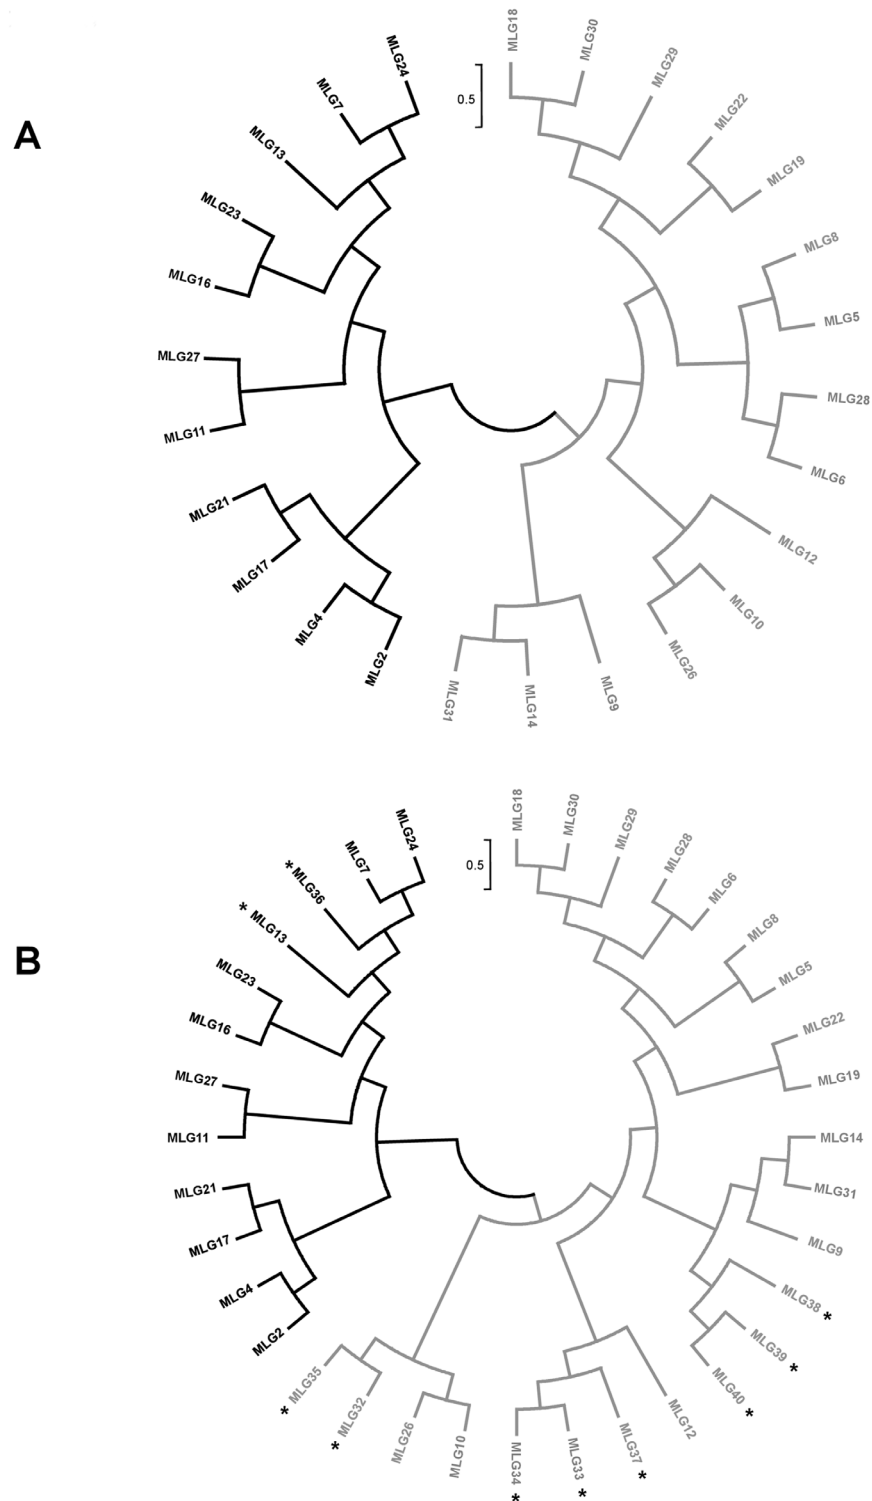 A
0.5
MLG18
MLG30
MLG29
MLG22
MLG19
MLG8
MLG5
MLG28
MLG6
MLG12
MLG10
MLG26
MLG9
MLG14
MLG31
MLG2
MLG4
MLG17
MLG21
MLG11
MLG27
MLG16
MLG23
MLG13
MLG7
MLG24
B
0.5
MLG18
MLG30
MLG29
MLG28
MLG6
MLG8
MLG5
MLG22
MLG19
MLG14
MLG31
MLG9
MLG38 *
MLG39 *
MLG40 *
MLG12
MLG37 *
MLG33 *
MLG34 *
MLG10
MLG26
* MLG32
* MLG35
MLG2
MLG4
MLG17
MLG21
MLG11
MLG27
MLG16
MLG23
* MLG13
* MLG36
MLG7
MLG24